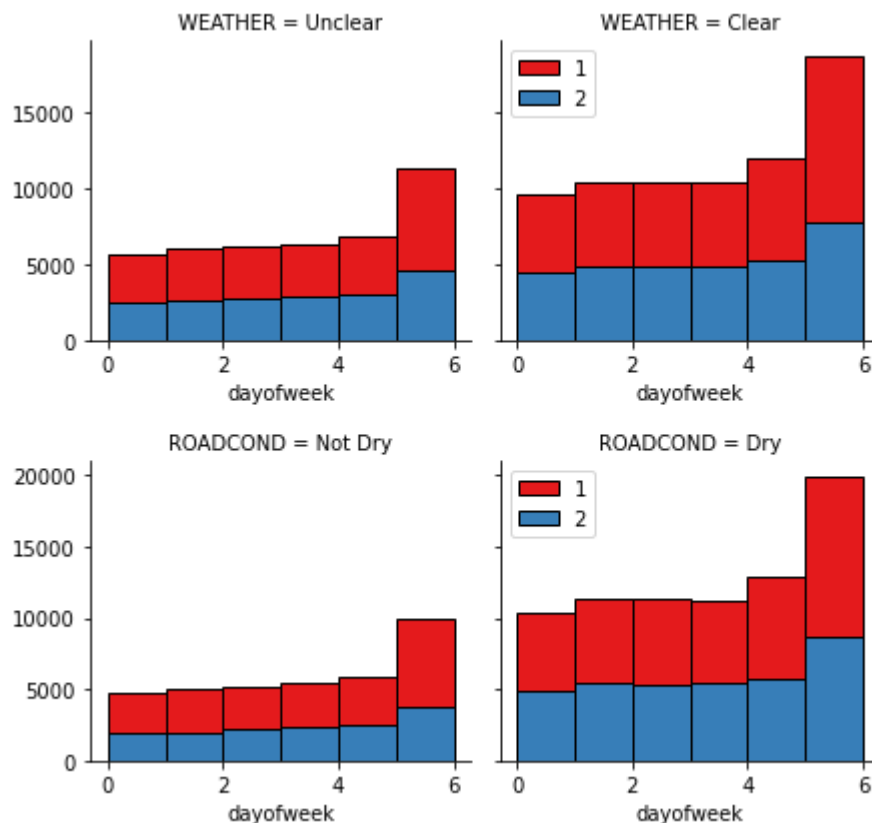 WEATHER = Unclear
WEATHER = Clear
1
2
15000
10000
5000
0
0 2 4 6
dayofweek
0 2 4 6
dayofweek
ROADCOND = Not Dry
ROADCOND = Dry
1
2
20000
15000
10000
5000
0
0 2 4 6
dayofweek
0 2 4 6
dayofweek